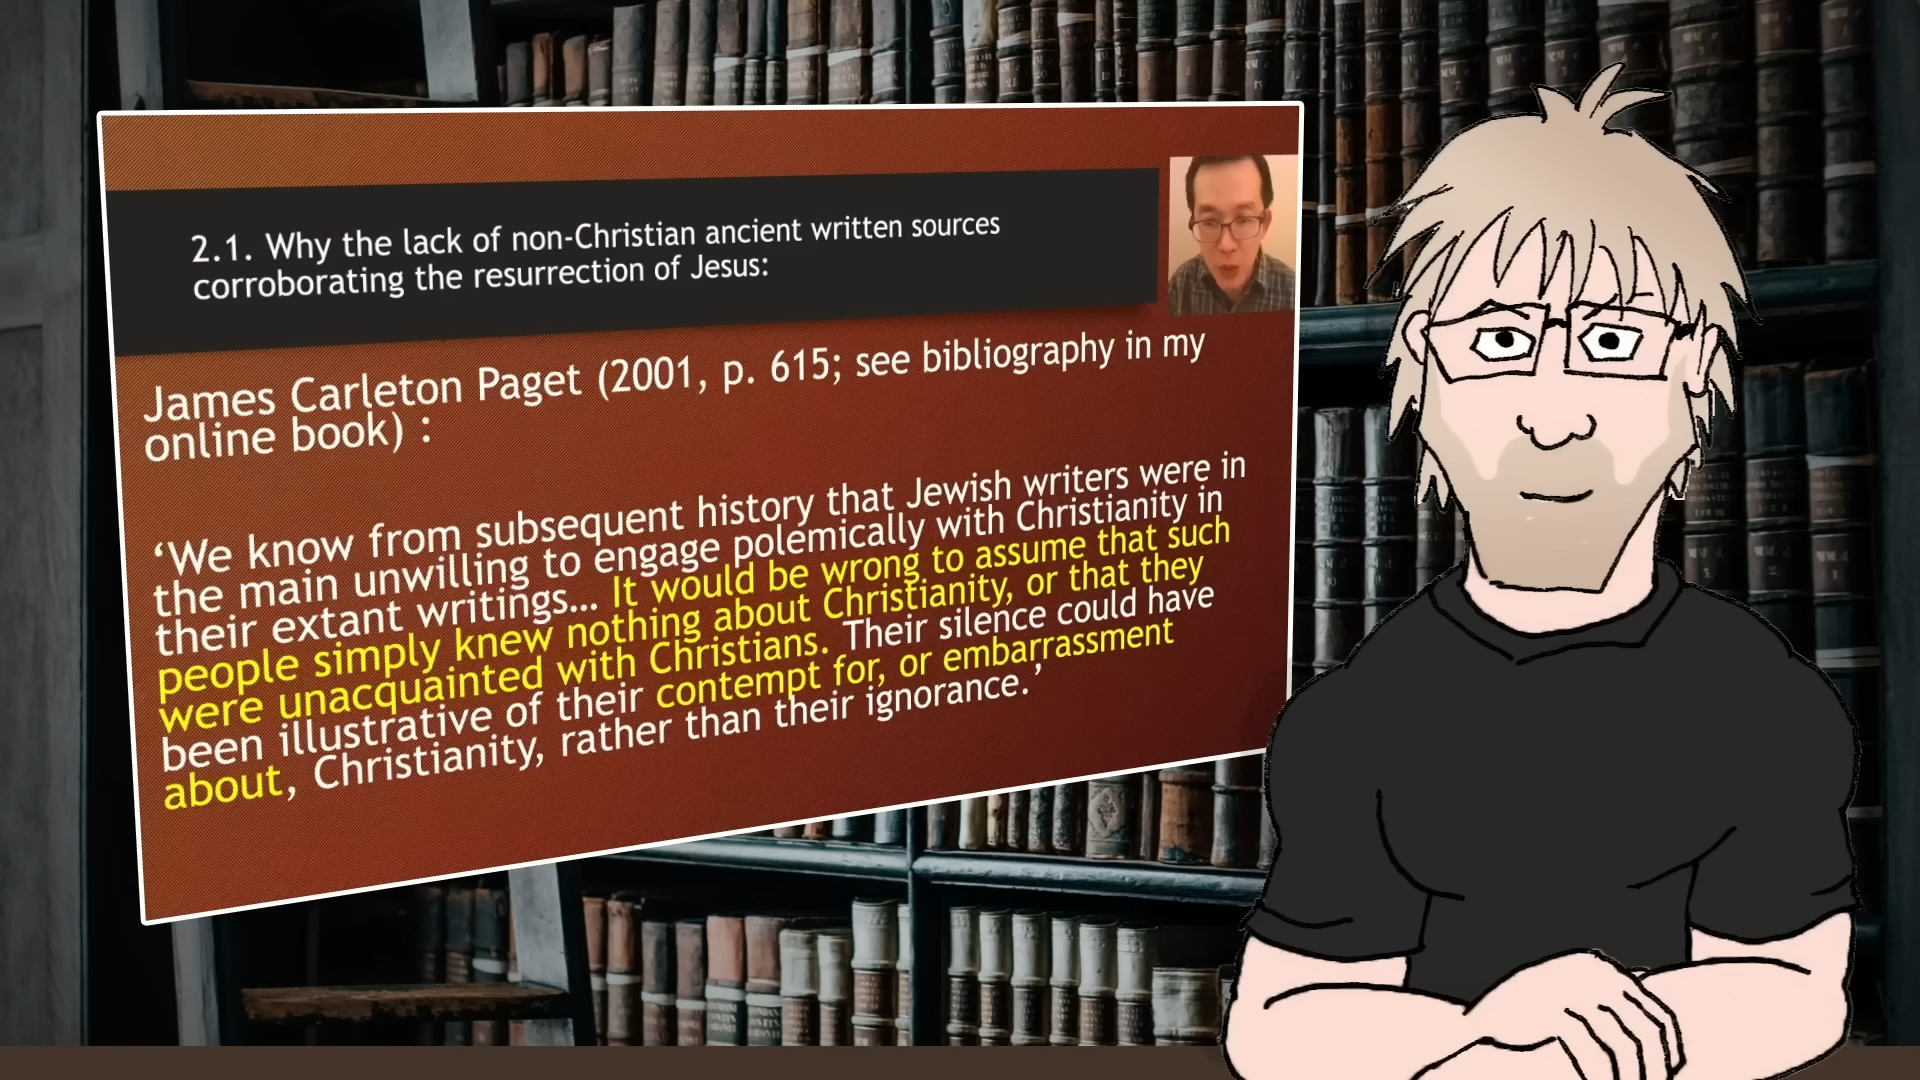 2.1. Why the lack of non-Christian ancient written sources
corroborating the resurrection of Jesus:
James Carleton Paget (2001, p. 615; see bibliography in my
online book) :
‘We know from subsequent history that Jewish writers were in
the main unwilling to engage polemically with Christianity in
their extant writings... It would be wrong to assume that such
people simply knew nothing about Christianity, or that they
were unacquainted with Christians. Their silence could have
been illustrative of their contempt for, or embarrassment
about, Christianity, rather than their ignorance.’